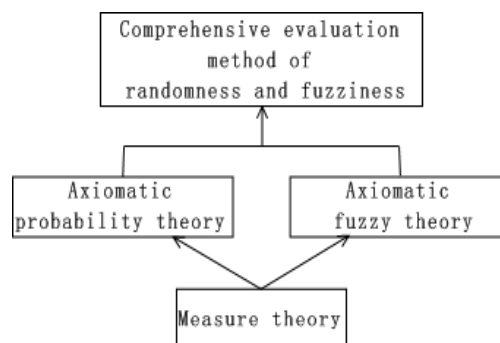 Comprehensive evaluation
method of
randomness and fuzziness
Axiomatic
probability theory
Axiomatic
fuzzy theory
Measure theory